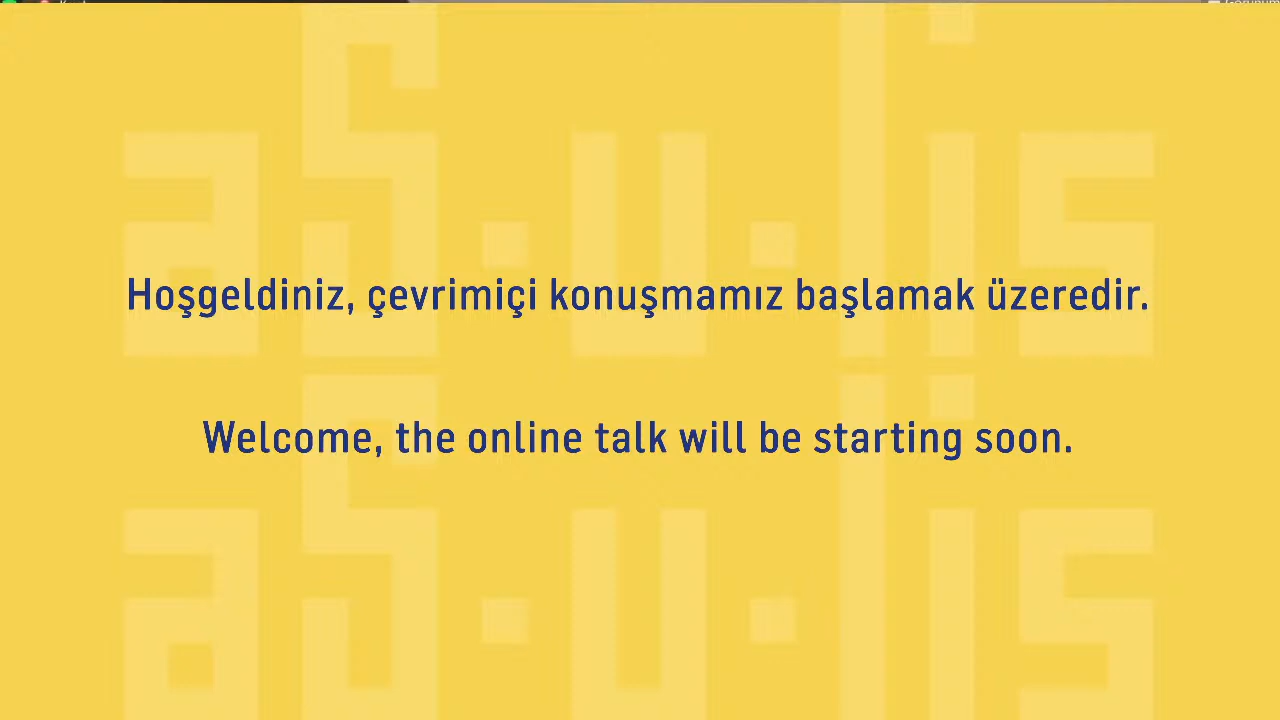 Hoşgeldiniz, çevrimiçi konuşmamız başlamak üzeredir.
Welcome, the online talk will be starting soon.